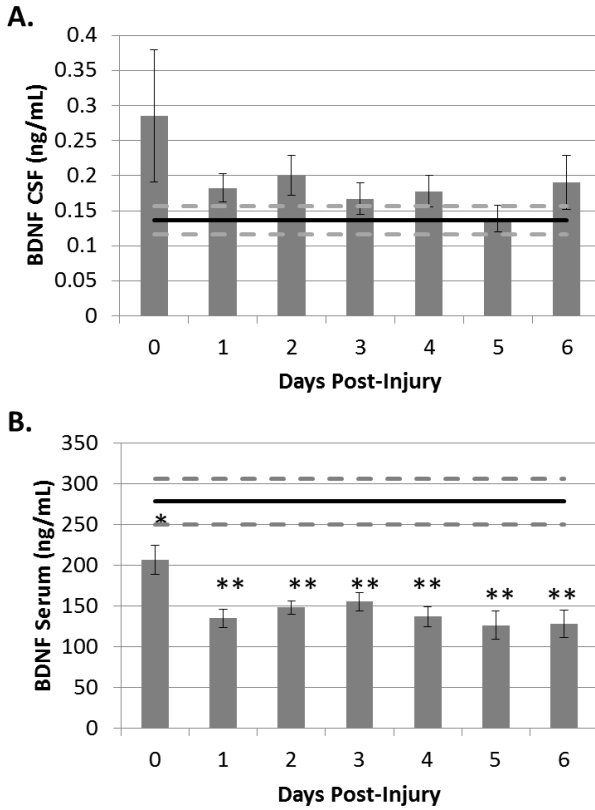 A.
BDNF CSF (ng/mL)
0.4
0.35
0.3
0.25
0.2
0.15
0.1
0.05
0
0 1 2 3 4 5 6
Days Post-Injury
B.
BDNF Serum (ng/mL)
350
300
250
200
150
100
50
0
*
** ** ** ** ** **
0 1 2 3 4 5 6
Days Post-Injury